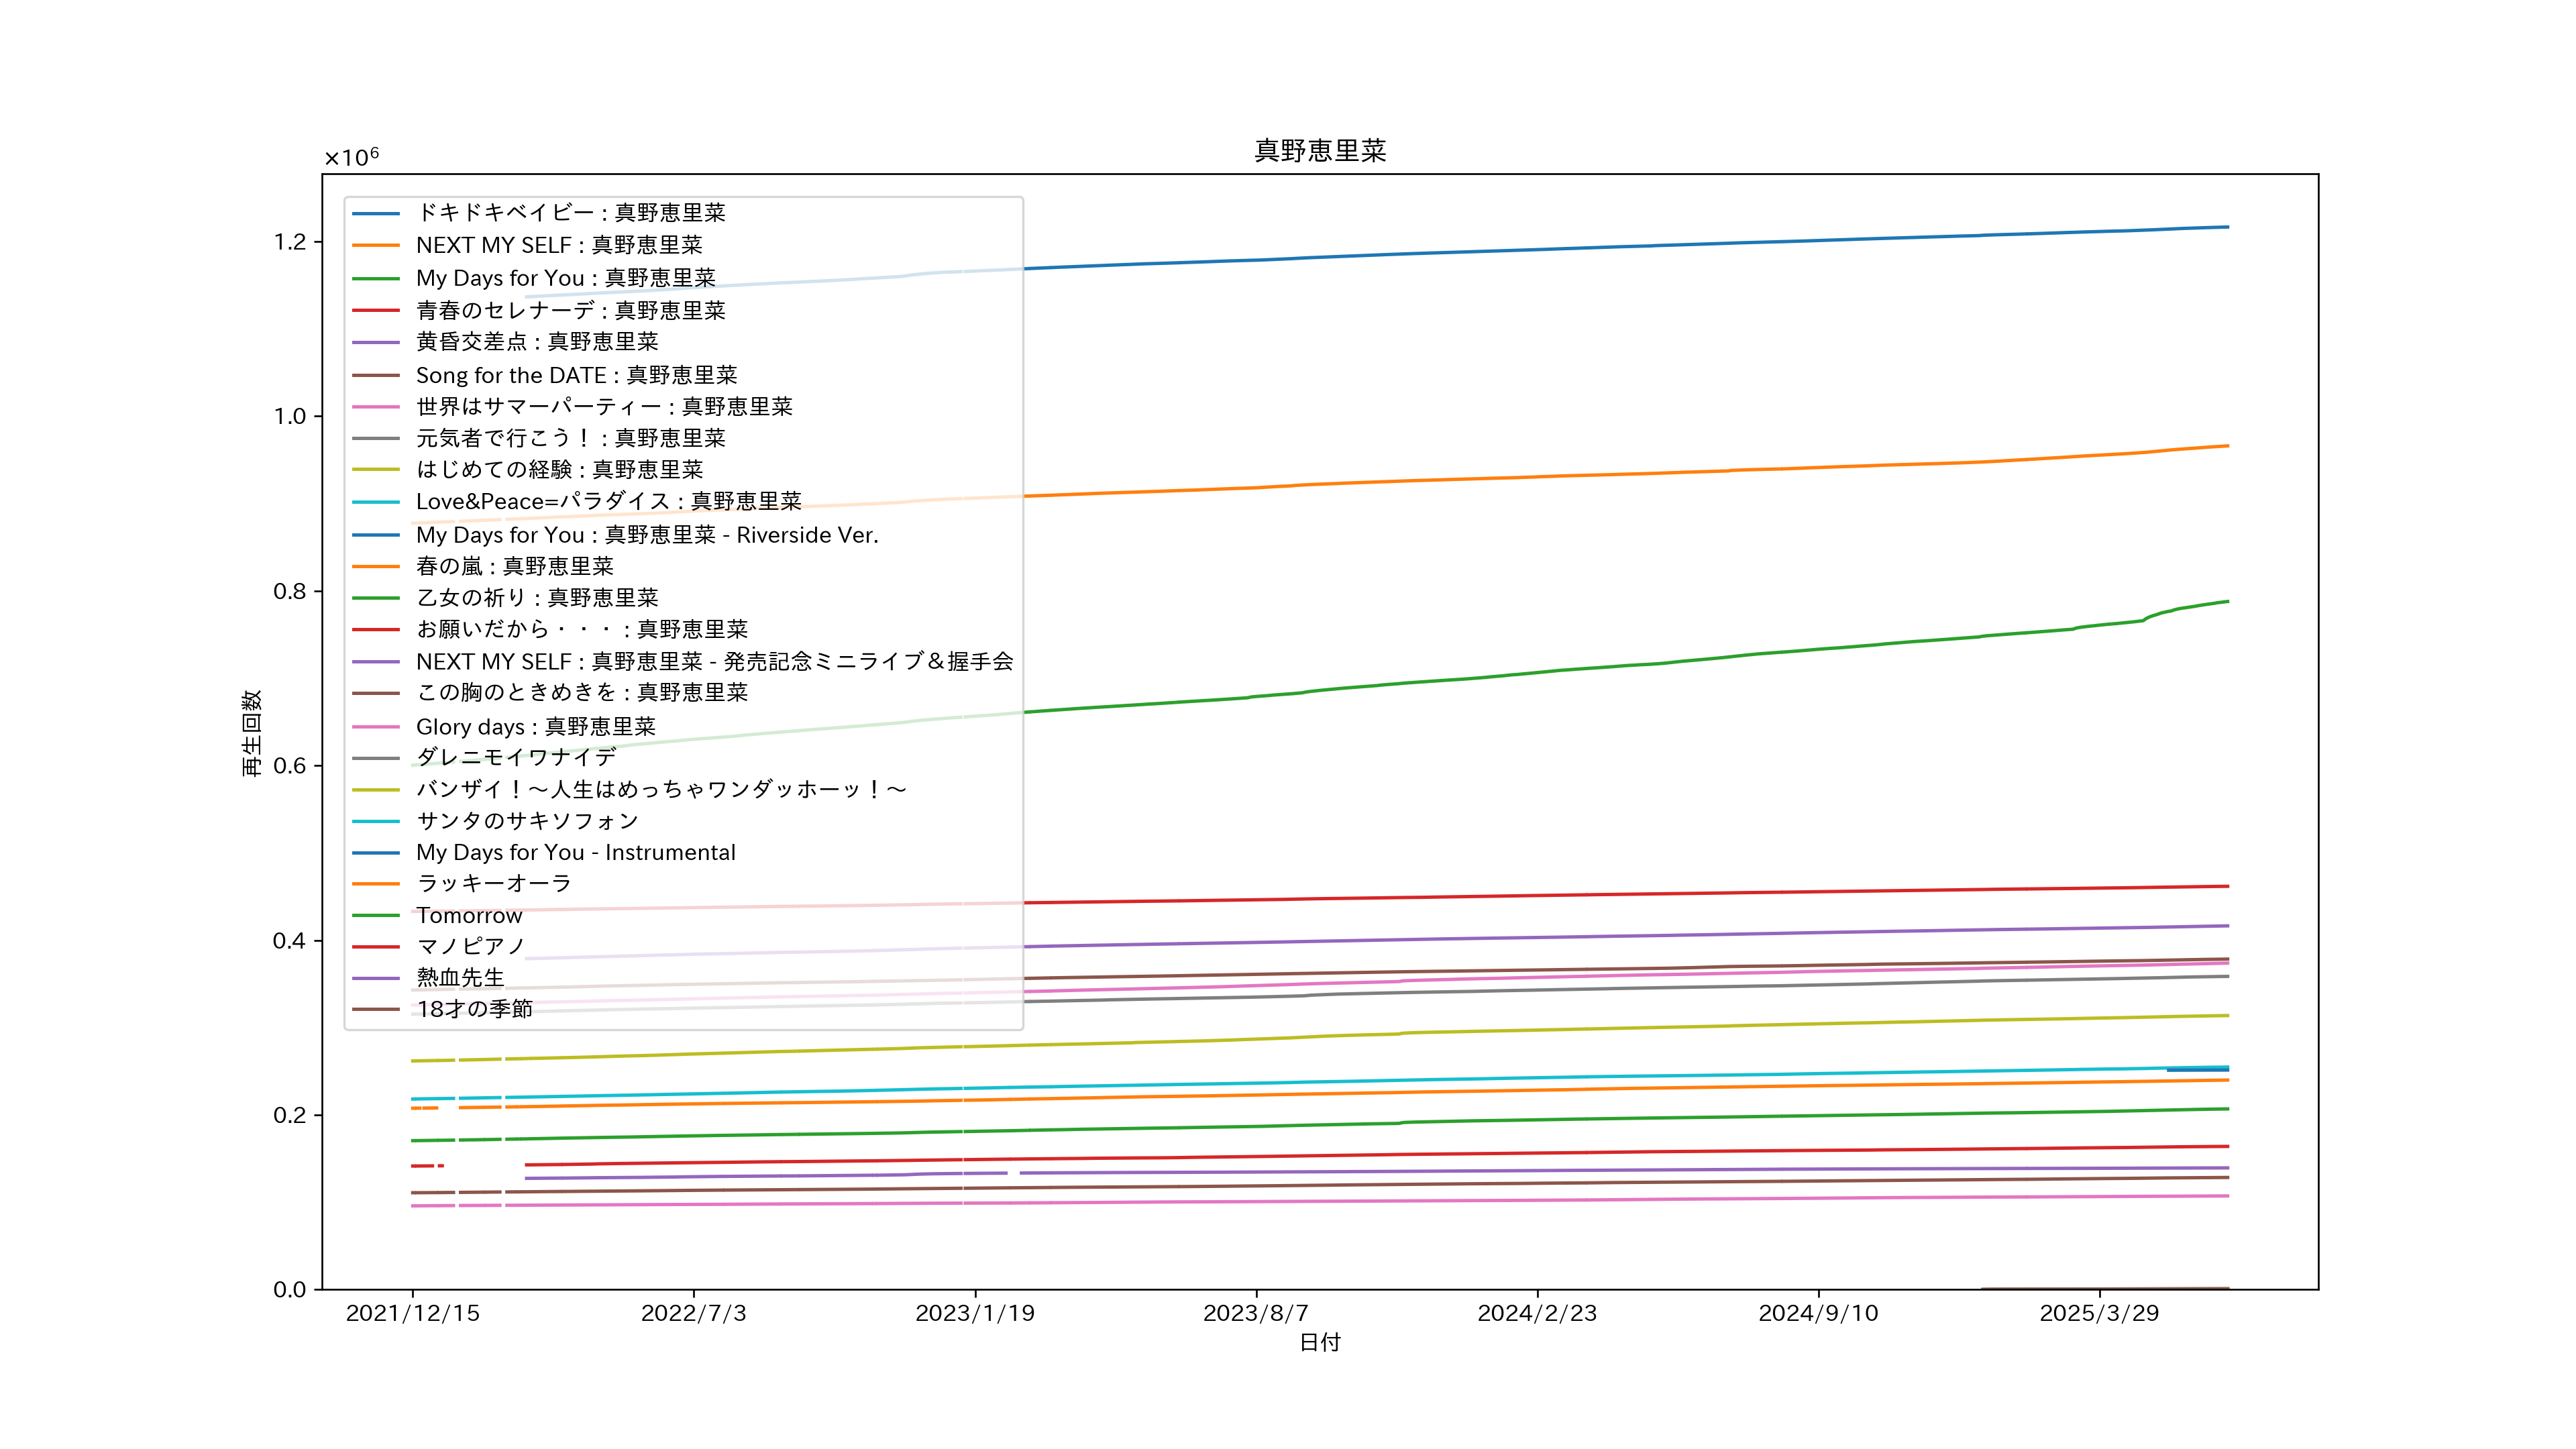 真野恵里菜
×10⁶
1.2
1.0
0.8
0.6
0.4
0.2
0.0
再生回数
ドキドキベイビー : 真野恵里菜
NEXT MY SELF : 真野恵里菜
My Days for You : 真野恵里菜
青春のセレナーデ : 真野恵里菜
黄昏交差点 : 真野恵里菜
Song for the DATE : 真野恵里菜
世界はサマーパーティー : 真野恵里菜
元気者で行こう！ : 真野恵里菜
はじめての経験 : 真野恵里菜
Love&Peace=パラダイス : 真野恵里菜
My Days for You : 真野恵里菜 - Riverside Ver.
春の嵐 : 真野恵里菜
乙女の祈り : 真野恵里菜
お願いだから・・・ : 真野恵里菜
NEXT MY SELF : 真野恵里菜 - 発売記念ミニライブ＆握手会
この胸のときめきを : 真野恵里菜
Glory days : 真野恵里菜
ダレニモイワナイデ
バンザイ！～人生はめっちゃワンダッホーッ！～
サンタのサキソフォン
My Days for You - Instrumental
ラッキーオーラ
Tomorrow
マノピアノ
熱血先生
18才の季節
2021/12/15
2022/7/3
2023/1/19
2023/8/7
2024/2/23
2024/9/10
2025/3/29
日付